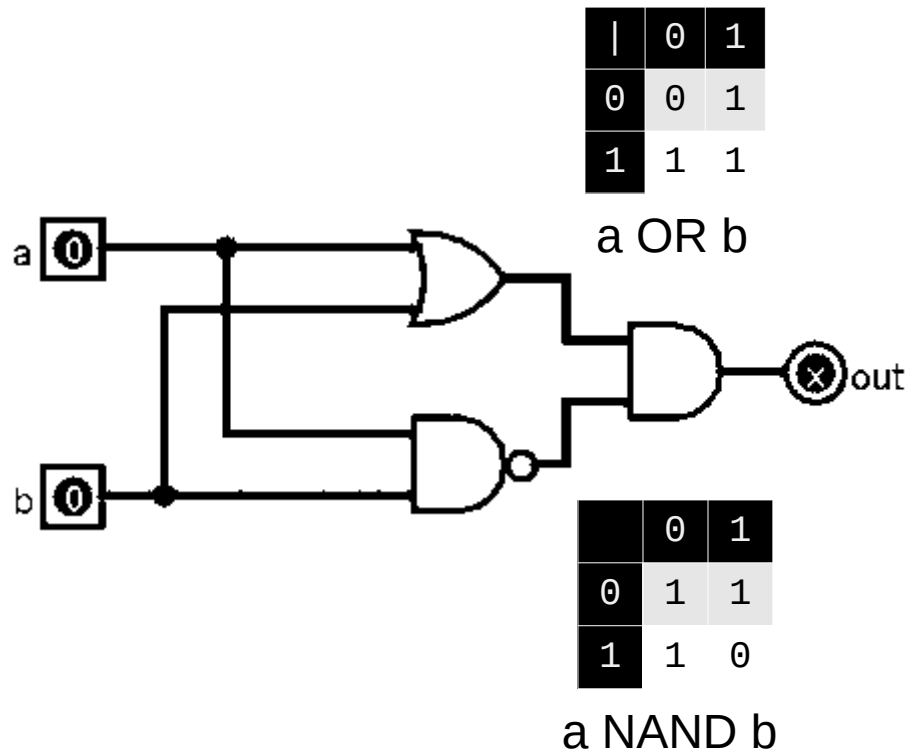 | 0 1
0 0 1
1 1 1
a OR b
a 0
x out
b 0
0 1
0 1 1
1 1 0
a NAND b